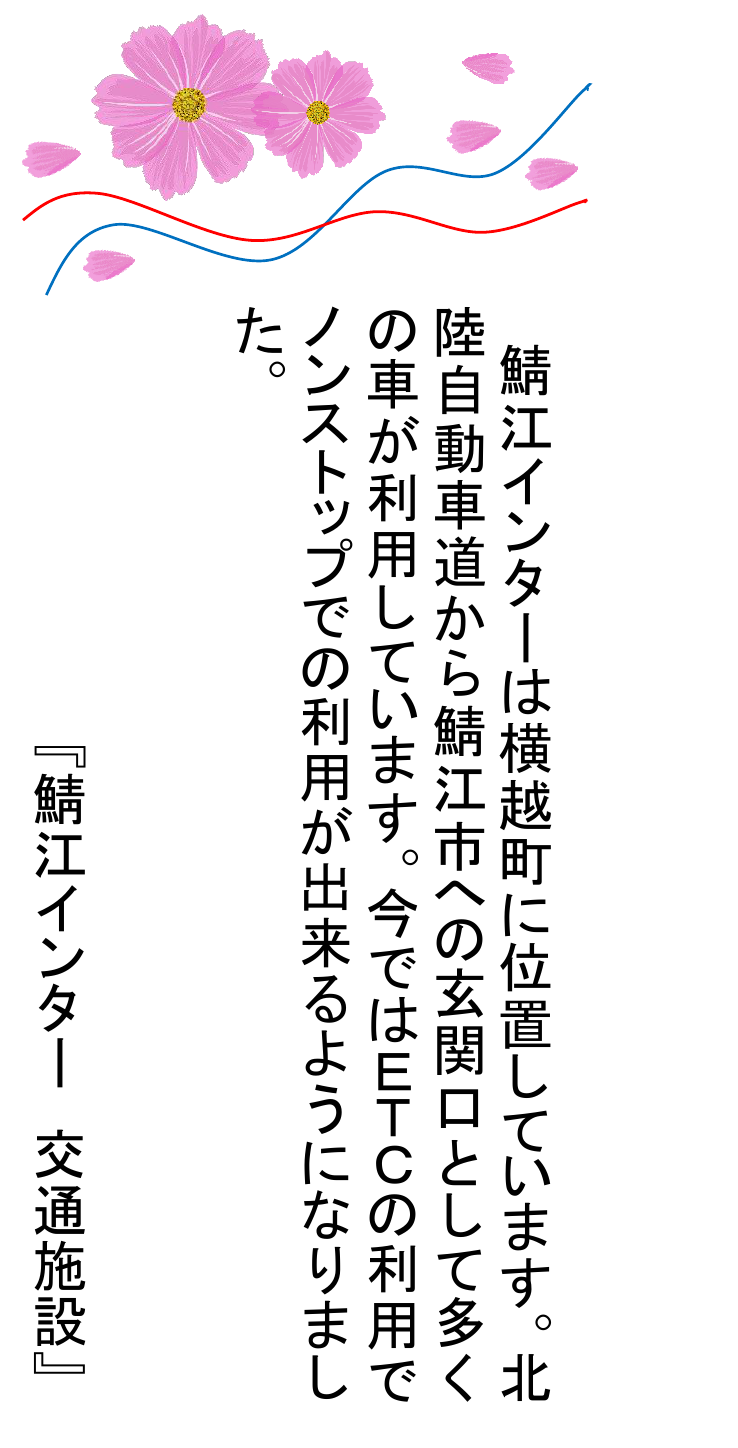 鯖江インターは横越町に位置しています。北
陸自動車道から鯖江市への玄関口として多く
の車が利用しています。今ではＥＴＣの利用で
ノンストップでの利用が出来るようになりまし
た。
『鯖江インター　交通施設』